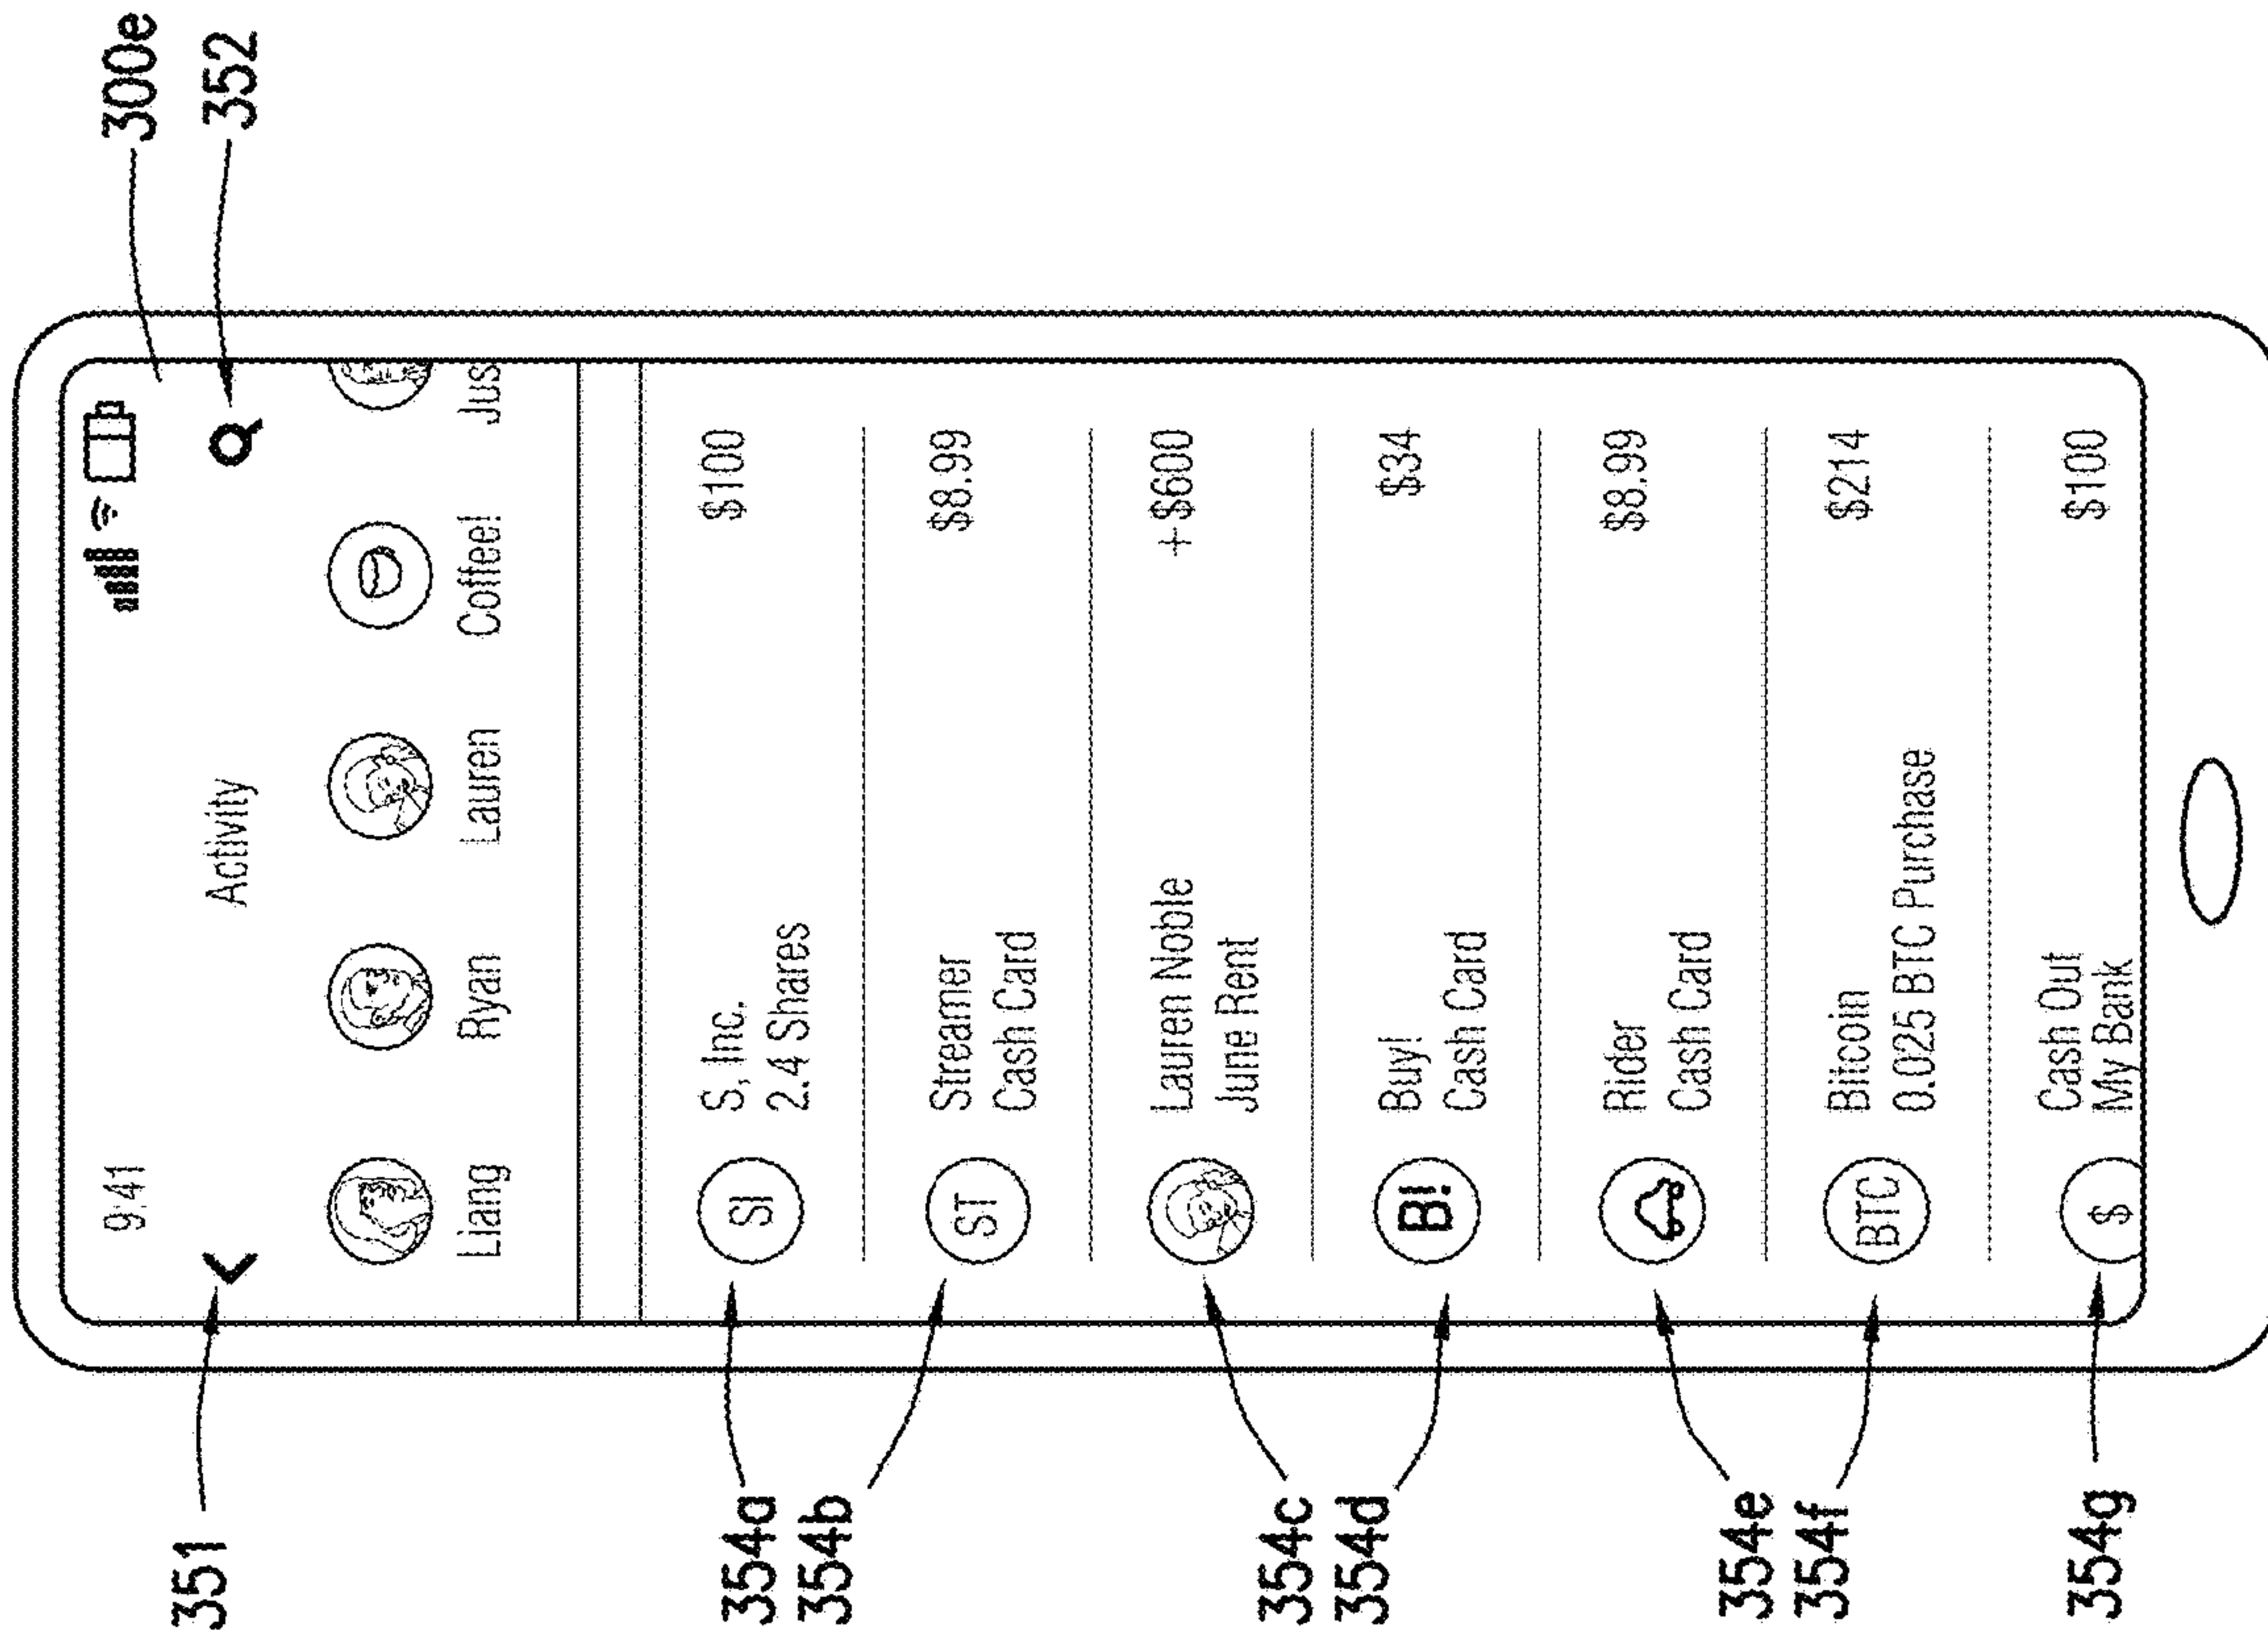 300e
352
9:41
351
Activity
Liang
Ryan
Lauren
Coffee!
Jus
354a
SI
S, Inc.
$100
2.4 Shares
354b
ST
Streamer
$8.99
Cash Card
354c
Lauren Noble
+$600
June Rent
354d
B!
Buy!
$34
Cash Card
354e
Rider
$8.99
Cash Card
354f
BTC
Bitcoin
$214
0.025 BTC Purchase
354g
$
Cash Out
$100
My Bank